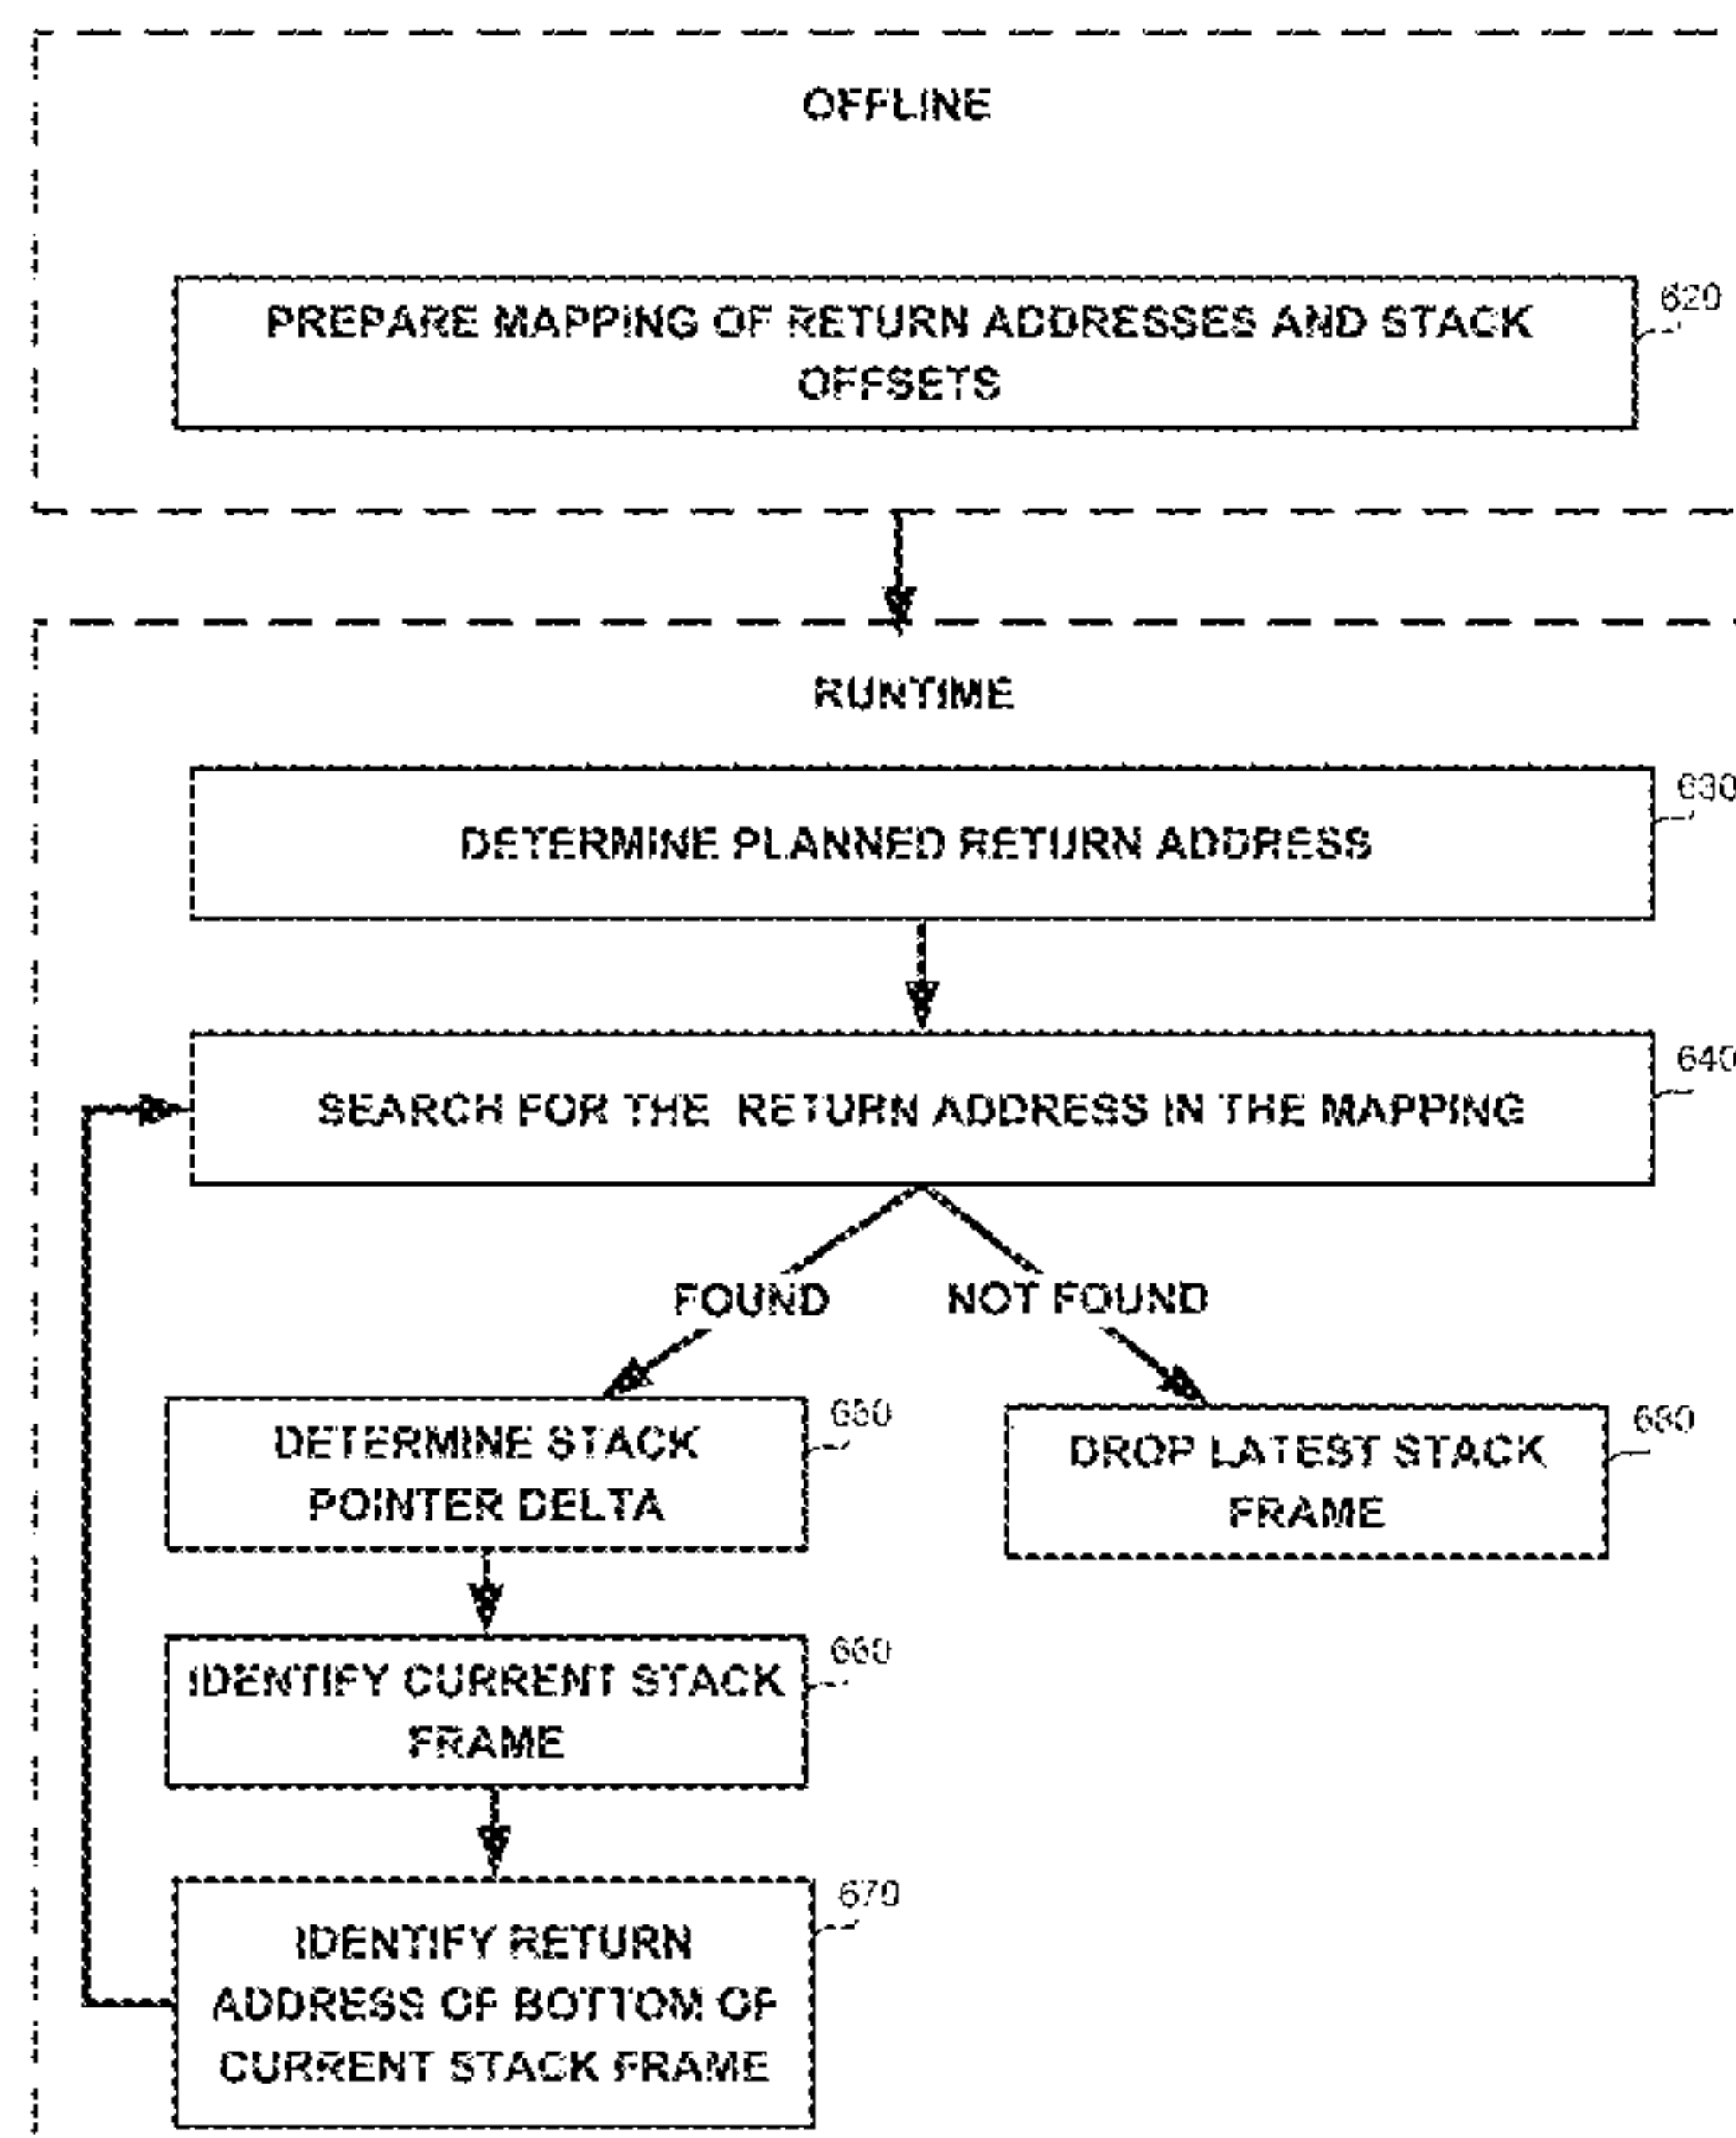 OFFLINE
PREPARE MAPPING OF RETURN ADDRESSES AND STACK
OFFSETS
620
RUNTIME
DETERMINE PLANNED RETURN ADDRESS
630
SEARCH FOR THE RETURN ADDRESS IN THE MAPPING
640
FOUND
NOT FOUND
DETERMINE STACK
POINTER DELTA
650
DROP LATEST STACK
FRAME
680
IDENTIFY CURRENT STACK
FRAME
660
IDENTIFY RETURN
ADDRESS OF BOTTOM OF
CURRENT STACK FRAME
670